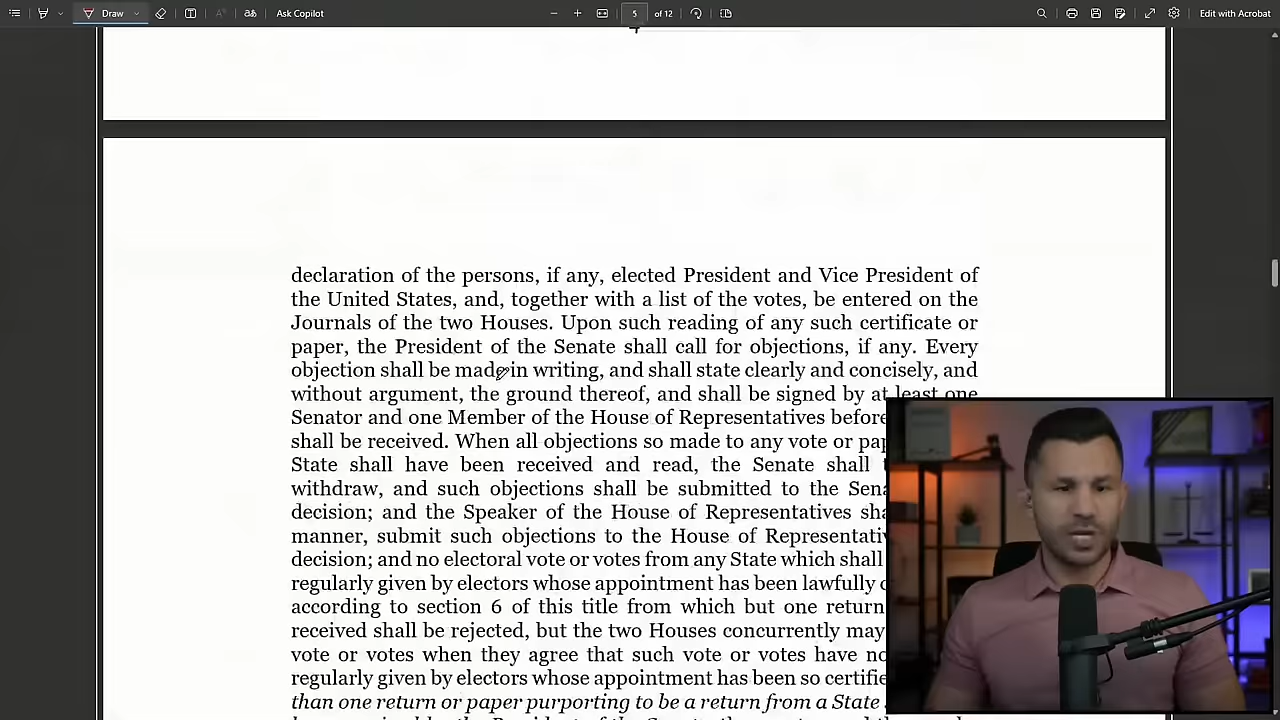 Draw
Ask Copilot
5
of 12
Edit with Acrobat
declaration of the persons, if any, elected President and Vice President of
the United States, and, together with a list of the votes, be entered on the
Journals of the two Houses. Upon such reading of any such certificate or
paper, the President of the Senate shall call for objections, if any. Every
objection shall be made in writing, and shall state clearly and concisely, and
without argument, the ground thereof, and shall be signed by at least one
Senator and one Member of the House of Representatives before
shall be received. When all objections so made to any vote or pap
State shall have been received and read, the Senate shall t
withdraw, and such objections shall be submitted to the Sena
decision; and the Speaker of the House of Representatives sha
manner, submit such objections to the House of Representativ
decision; and no electoral vote or votes from any State which shall
regularly given by electors whose appointment has been lawfully c
according to section 6 of this title from which but one return
received shall be rejected, but the two Houses concurrently may
vote or votes when they agree that such vote or votes have no
regularly given by electors whose appointment has been so certifie
than one return or paper purporting to be a return from a State